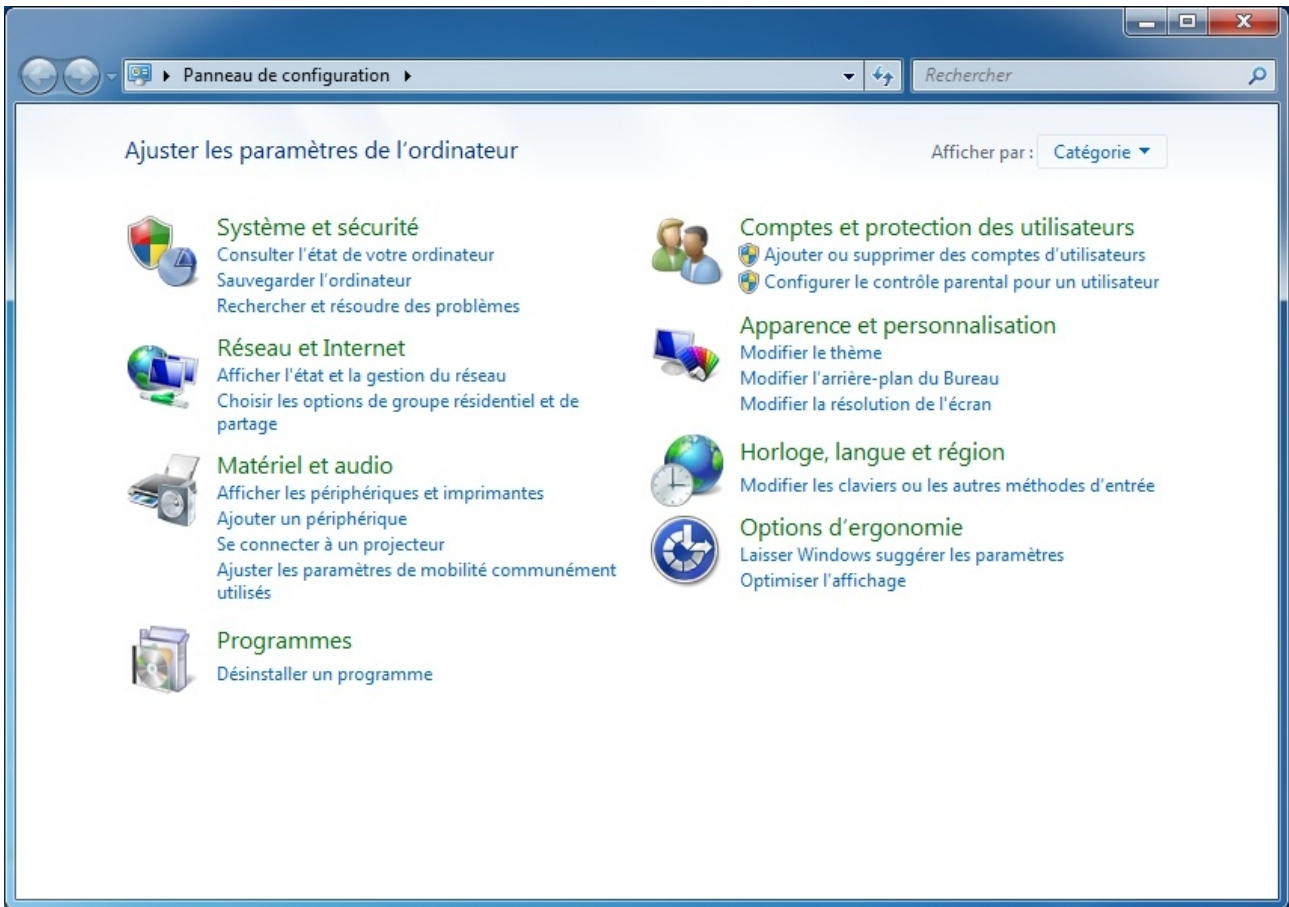 Panneau de configuration
Rechercher
Ajuster les paramètres de l'ordinateur
Afficher par : Catégorie
Système et sécurité
Consulter l'état de votre ordinateur
Sauvegarder l'ordinateur
Rechercher et résoudre des problèmes
Réseau et Internet
Afficher l'état et la gestion du réseau
Choisir les options de groupe résidentiel et de
partage
Matériel et audio
Afficher les périphériques et imprimantes
Ajouter un périphérique
Se connecter à un projecteur
Ajuster les paramètres de mobilité communément
utilisés
Programmes
Désinstaller un programme
Comptes et protection des utilisateurs
Ajouter ou supprimer des comptes d'utilisateurs
Configurer le contrôle parental pour un utilisateur
Apparence et personnalisation
Modifier le thème
Modifier l'arrière-plan du Bureau
Modifier la résolution de l'écran
Horloge, langue et région
Modifier les claviers ou les autres méthodes d'entrée
Options d'ergonomie
Laisser Windows suggérer les paramètres
Optimiser l'affichage